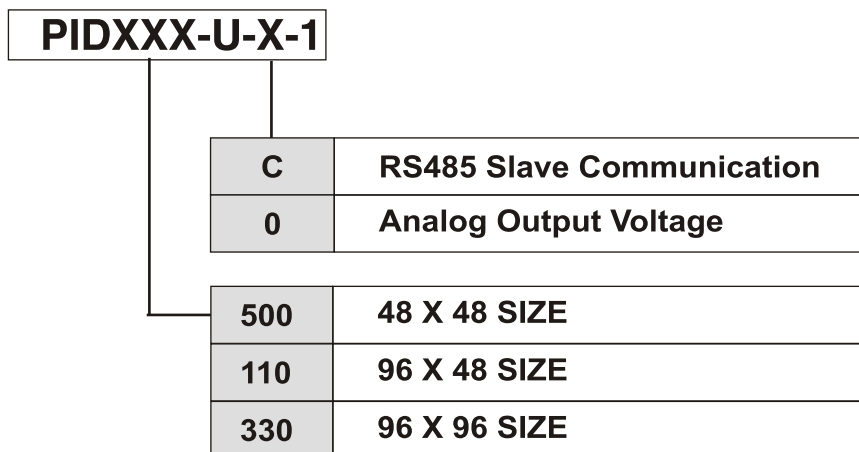 PIDXXX-U-X-1
C RS485 Slave Communication
0 Analog Output Voltage
500 48 X 48 SIZE
110 96 X 48 SIZE
330 96 X 96 SIZE